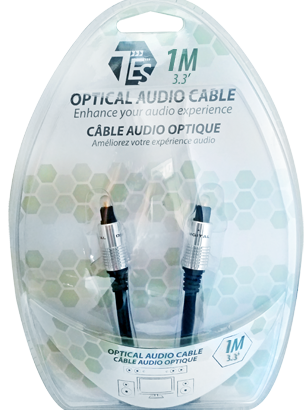 TES
1M
3.3'
OPTICAL AUDIO CABLE
Enhance your audio experience
CÂBLE AUDIO OPTIQUE
Améliorez votre expérience audio
OPTICAL AUDIO CABLE
CÂBLE AUDIO OPTIQUE
1M
3.3'